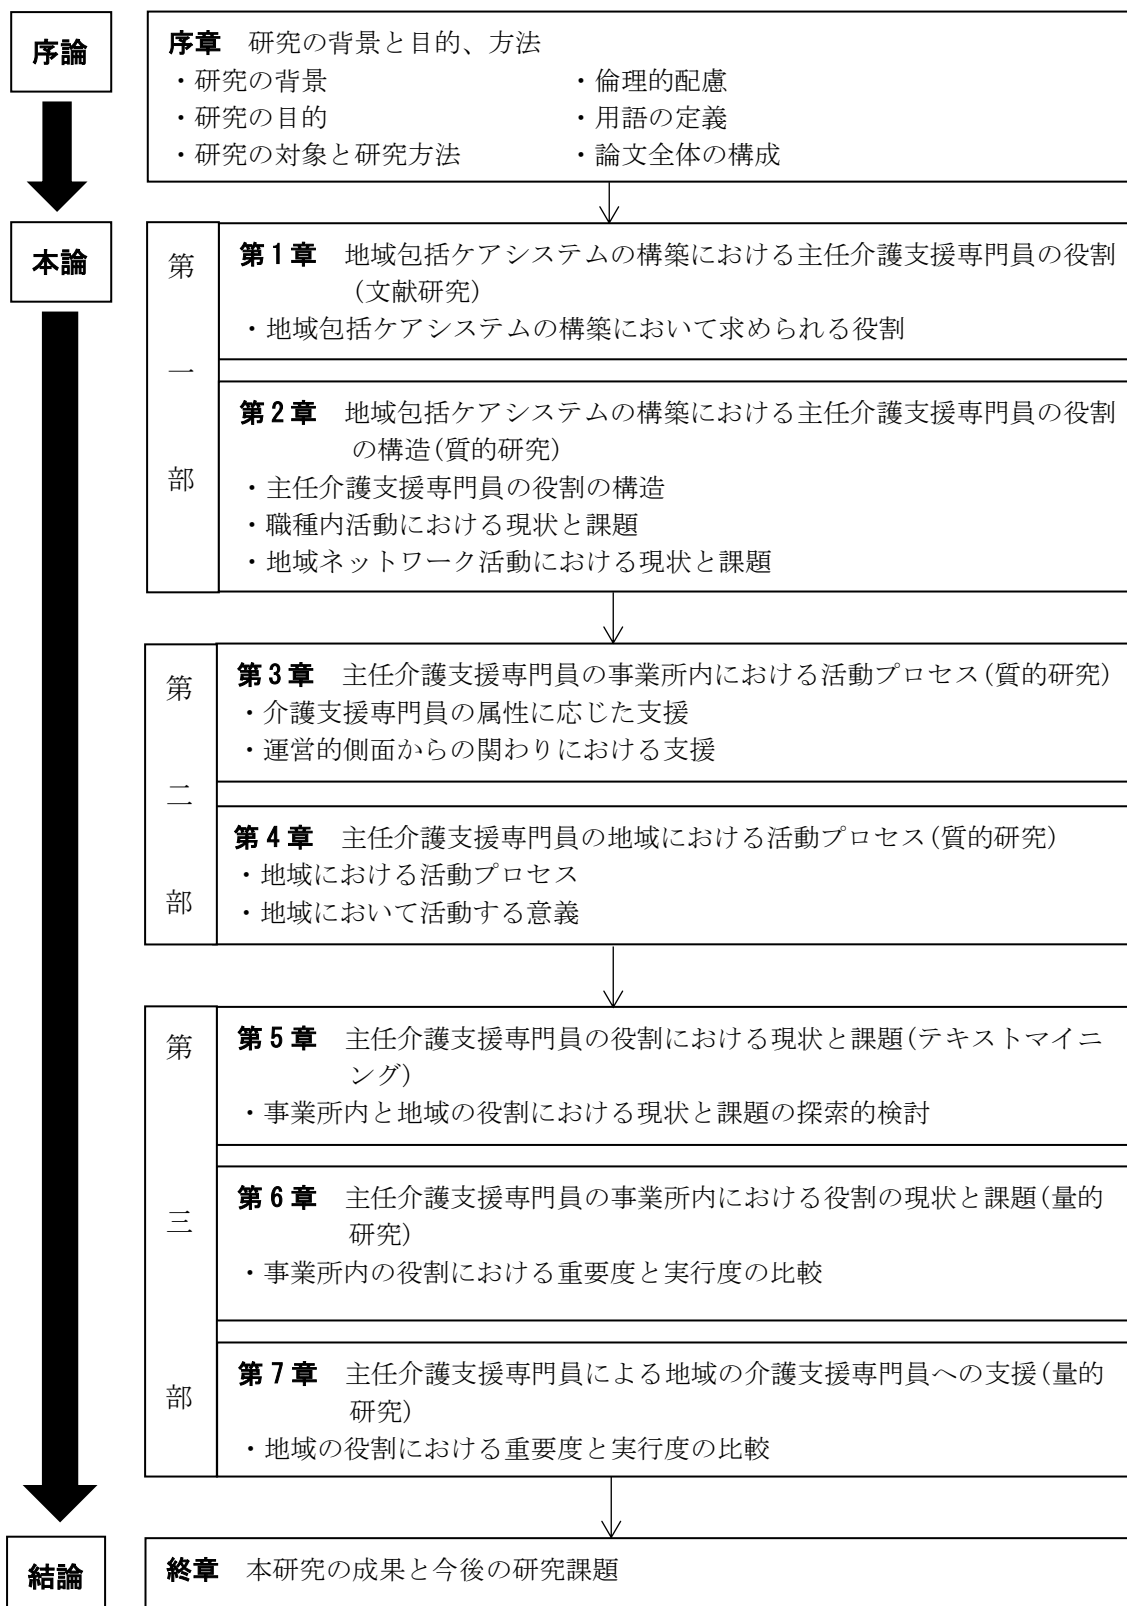 序論
序章 研究の背景と目的、方法
・研究の背景
・倫理的配慮
・研究の目的
・用語の定義
・研究の対象と研究方法
・論文全体の構成
本論
第一部
第1章 地域包括ケアシステムの構築における主任介護支援専門員の役割
(文献研究)
・地域包括ケアシステムの構築において求められる役割
第2章 地域包括ケアシステムの構築における主任介護支援専門員の役割
の構造(質的研究)
・主任介護支援専門員の役割の構造
・職種内活動における現状と課題
・地域ネットワーク活動における現状と課題
第二部
第3章 主任介護支援専門員の事業所内における活動プロセス(質的研究)
・介護支援専門員の属性に応じた支援
・運営的側面からの関わりにおける支援
第4章 主任介護支援専門員の地域における活動プロセス(質的研究)
・地域における活動プロセス
・地域において活動する意義
第三部
第5章 主任介護支援専門員の役割における現状と課題(テキストマイニ
ング)
・事業所内と地域の役割における現状と課題の探索的検討
第6章 主任介護支援専門員の事業所内における役割の現状と課題(量的
研究)
・事業所内の役割における重要度と実行度の比較
第7章 主任介護支援専門員による地域の介護支援専門員への支援(量的
研究)
・地域の役割における重要度と実行度の比較
結論
終章 本研究の成果と今後の研究課題